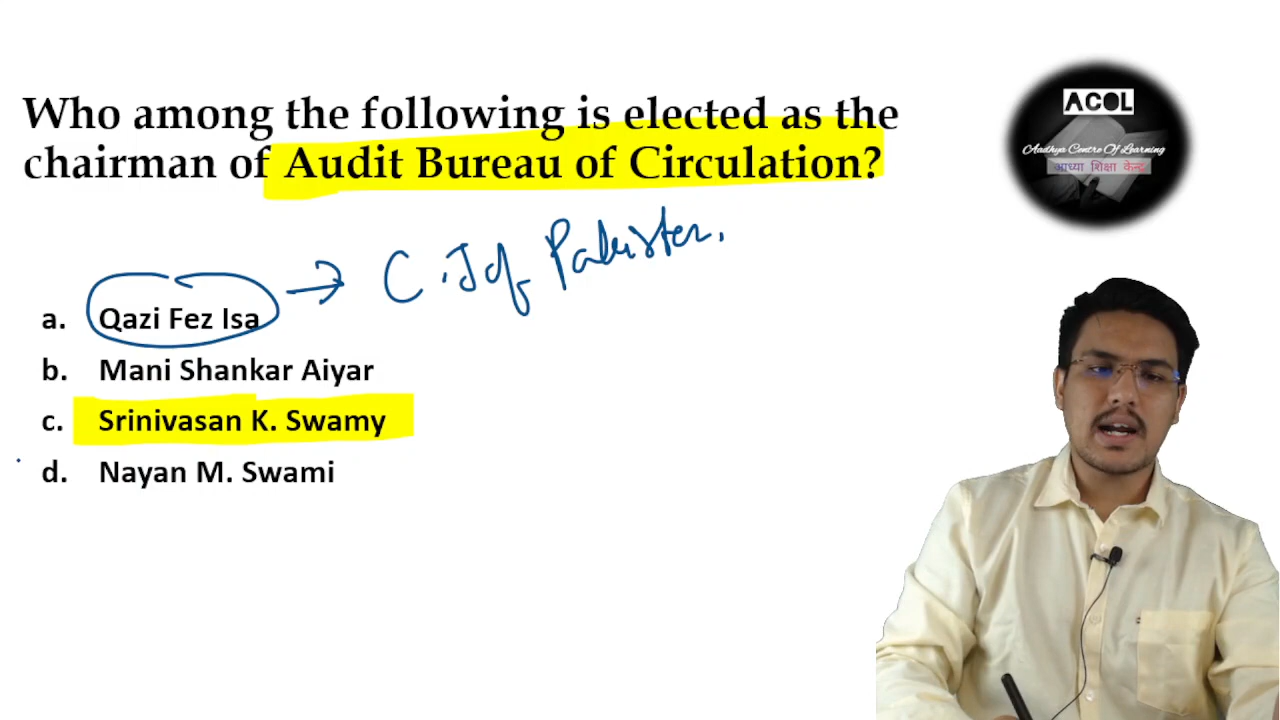 Who among the following is elected as the
chairman of Audit Bureau of Circulation?
ACOL
Aadhya Centro Of Learning
आध्या शिक्षा केन्द्र
C.J of Pakistan.
a. Qazi Fez Isa
b. Mani Shankar Aiyar
c. Srinivasan K. Swamy
d. Nayan M. Swami